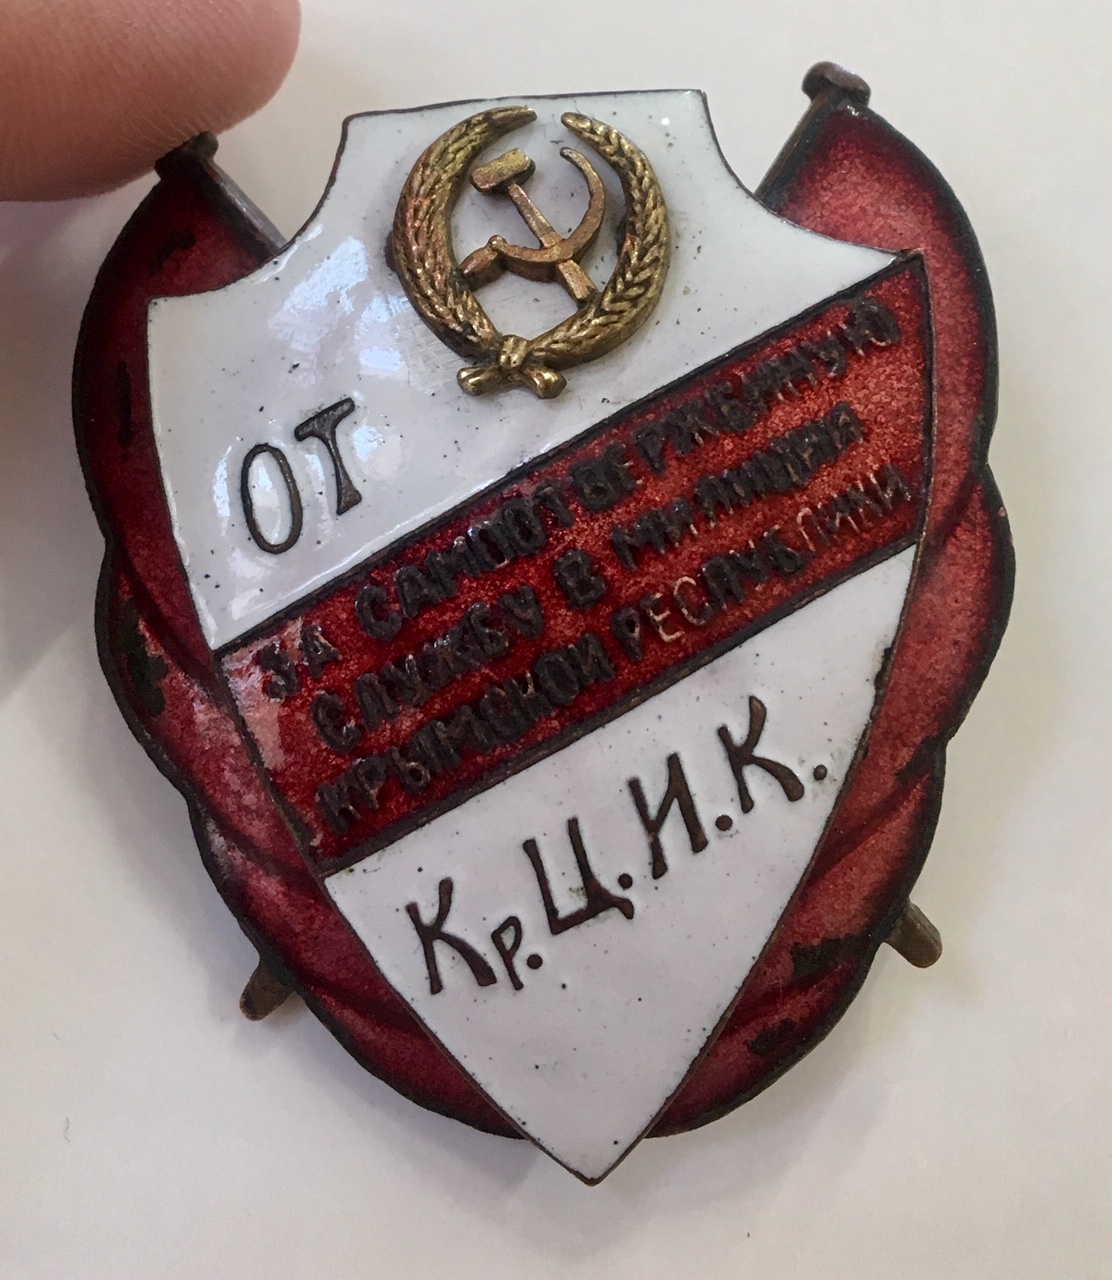 ОТ
ЗА САМООТВЕРЖЕННУЮ
СЛУЖБУ В МИЛИЦИИ
КРЫМСКОЙ РЕСПУБЛИКИ
Кр.Ц.И.К.